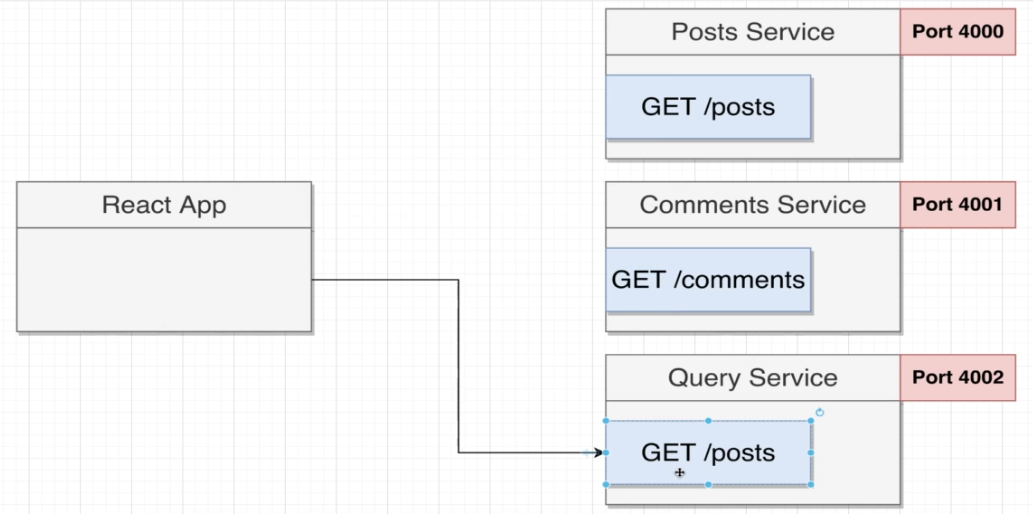 Posts Service
Port 4000
GET /posts
React App
Comments Service
Port 4001
GET /comments
Query Service
Port 4002
GET /posts